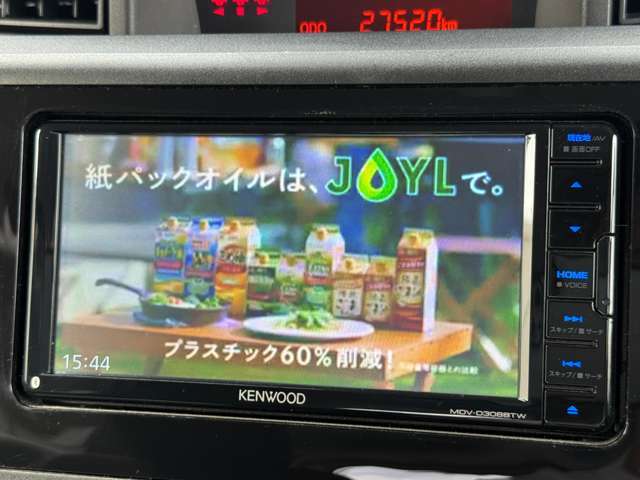 ODO 27520km
現在地/AV
■画面OFF
紙パックオイルは、JOYLで。
HOME
■VOICE
スキップ/■サーチ
プラスチック60%削減!
15:44
スキップ/■サーチ
KENWOOD
MDV-D308BTW